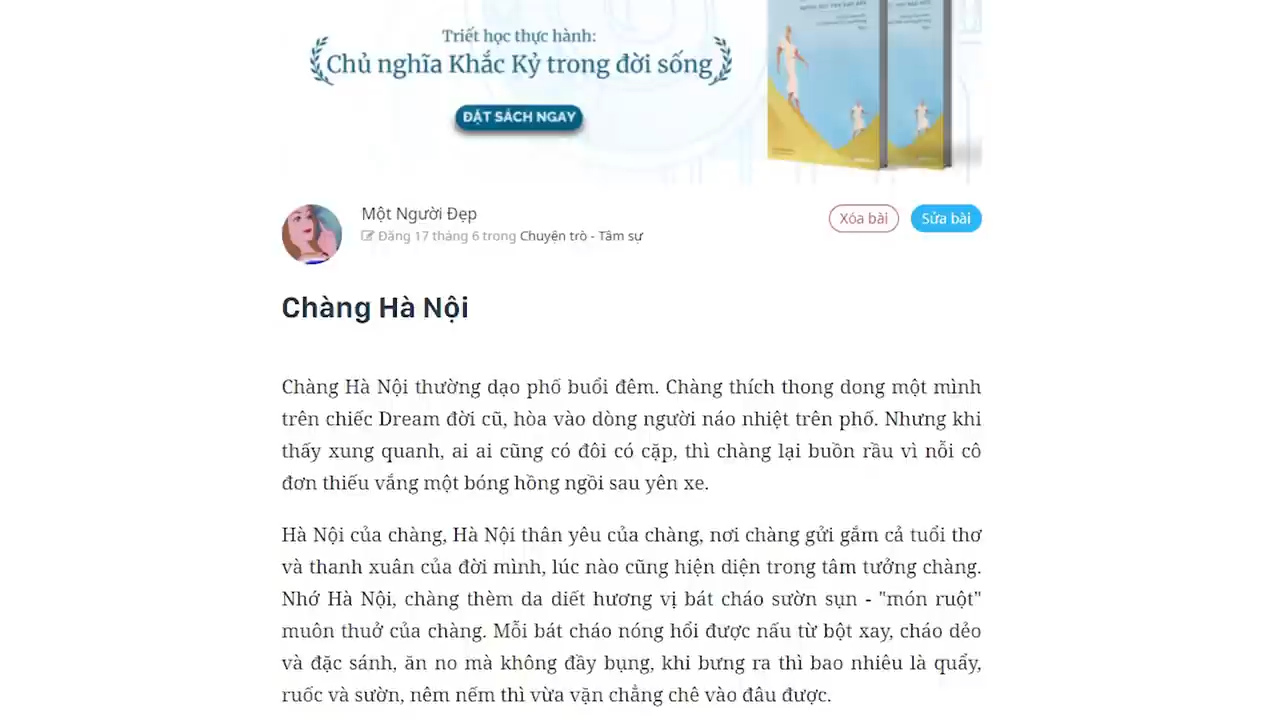 Triết học thực hành:
Chủ nghĩa Khắc Kỷ trong đời sống
ĐẶT SÁCH NGAY
Một Người Đẹp
Đăng 17 tháng 6 trong Chuyện trò - Tâm sự
Xóa bài
Sửa bài
Chàng Hà Nội
Chàng Hà Nội thường dạo phố buổi đêm. Chàng thích thong dong một mình
trên chiếc Dream đời cũ, hòa vào dòng người náo nhiệt trên phố. Nhưng khi
thấy xung quanh, ai ai cũng có đôi có cặp, thì chàng lại buồn rầu vì nỗi cô
đơn thiếu vắng một bóng hồng ngồi sau yên xe.
Hà Nội của chàng, Hà Nội thân yêu của chàng, nơi chàng gửi gắm cả tuổi thơ
và thanh xuân của đời mình, lúc nào cũng hiện diện trong tâm tưởng chàng.
Nhớ Hà Nội, chàng thèm da diết hương vị bát cháo sườn sụn - "món ruột"
muôn thuở của chàng. Mỗi bát cháo nóng hổi được nấu từ bột xay, cháo dẻo
và đặc sánh, ăn no mà không đầy bụng, khi bưng ra thì bao nhiêu là quẩy,
ruốc và sườn, nêm nếm thì vừa vặn chẳng chê vào đâu được.